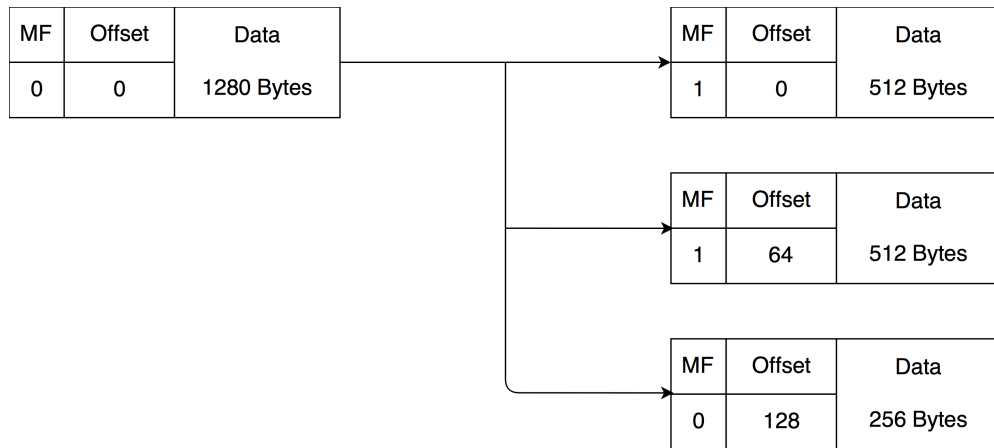 MF Offset Data
0 0 1280 Bytes
MF Offset Data
1 0 512 Bytes
MF Offset Data
1 64 512 Bytes
MF Offset Data
0 128 256 Bytes